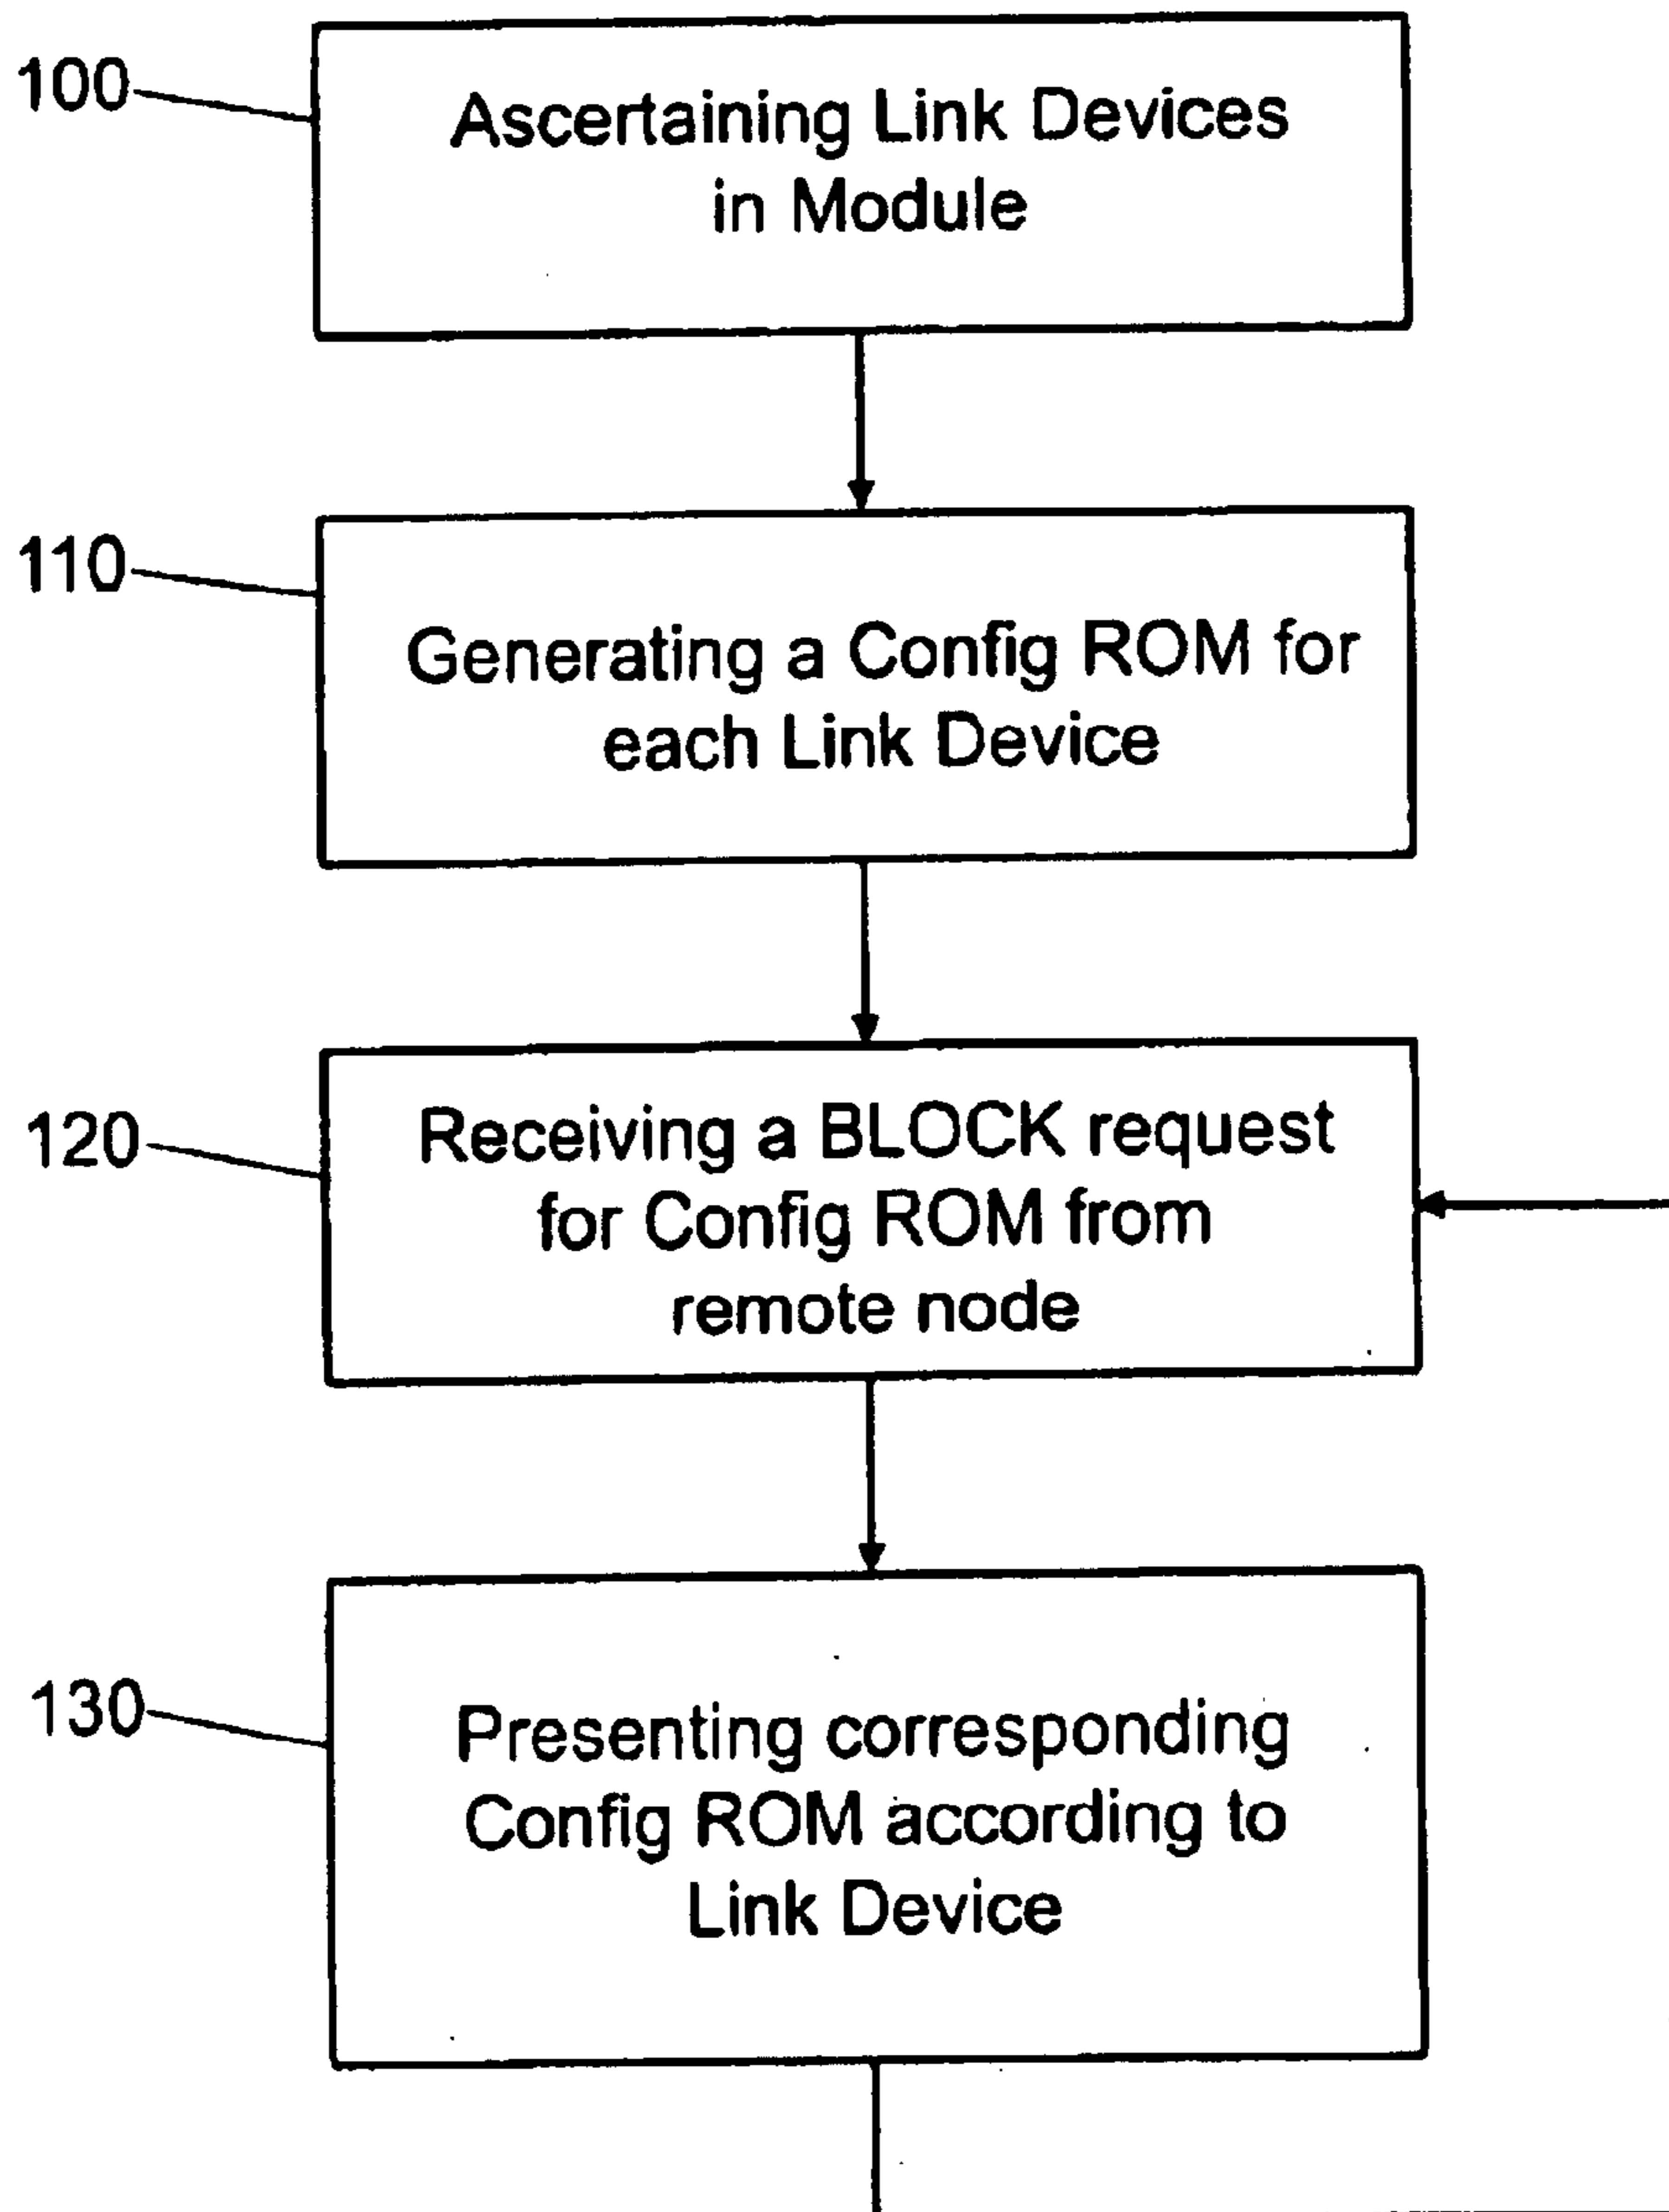 100
Ascertaining Link Devices
in Module
110
Generating a Config ROM for
each Link Device
120
Receiving a BLOCK request
for Config ROM from
remote node
130
Presenting corresponding
Config ROM according to
Link Device